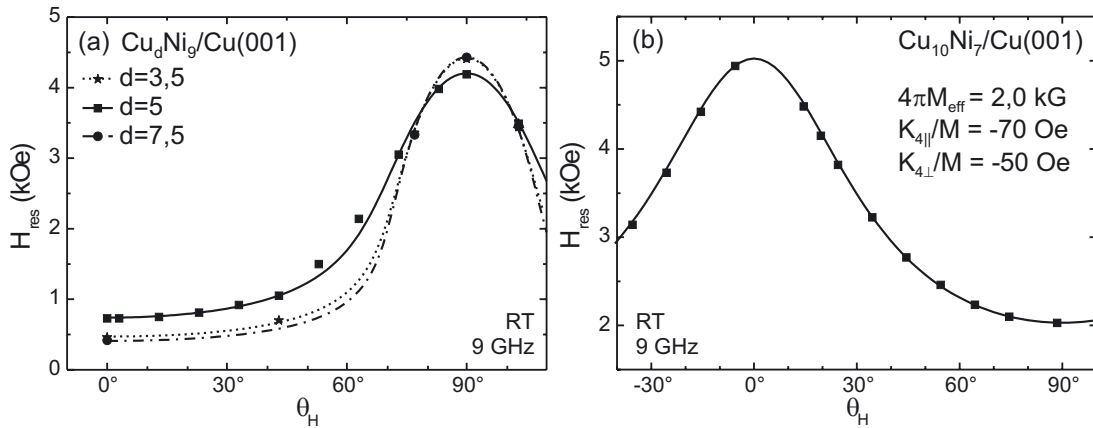 (a) Cu_dNi_9/Cu(001)
d=3,5
d=5
d=7,5
RT
9 GHz
H_res (kOe)
5
4
3
2
1
0
0° 30° 60° 90°
θ_H
(b) Cu_10Ni_7/Cu(001)
4πM_eff = 2,0 kG
K_4||/M = -70 Oe
K_4⊥/M = -50 Oe
RT
9 GHz
H_res (kOe)
5
4
3
2
-30° 0° 30° 60° 90°
θ_H